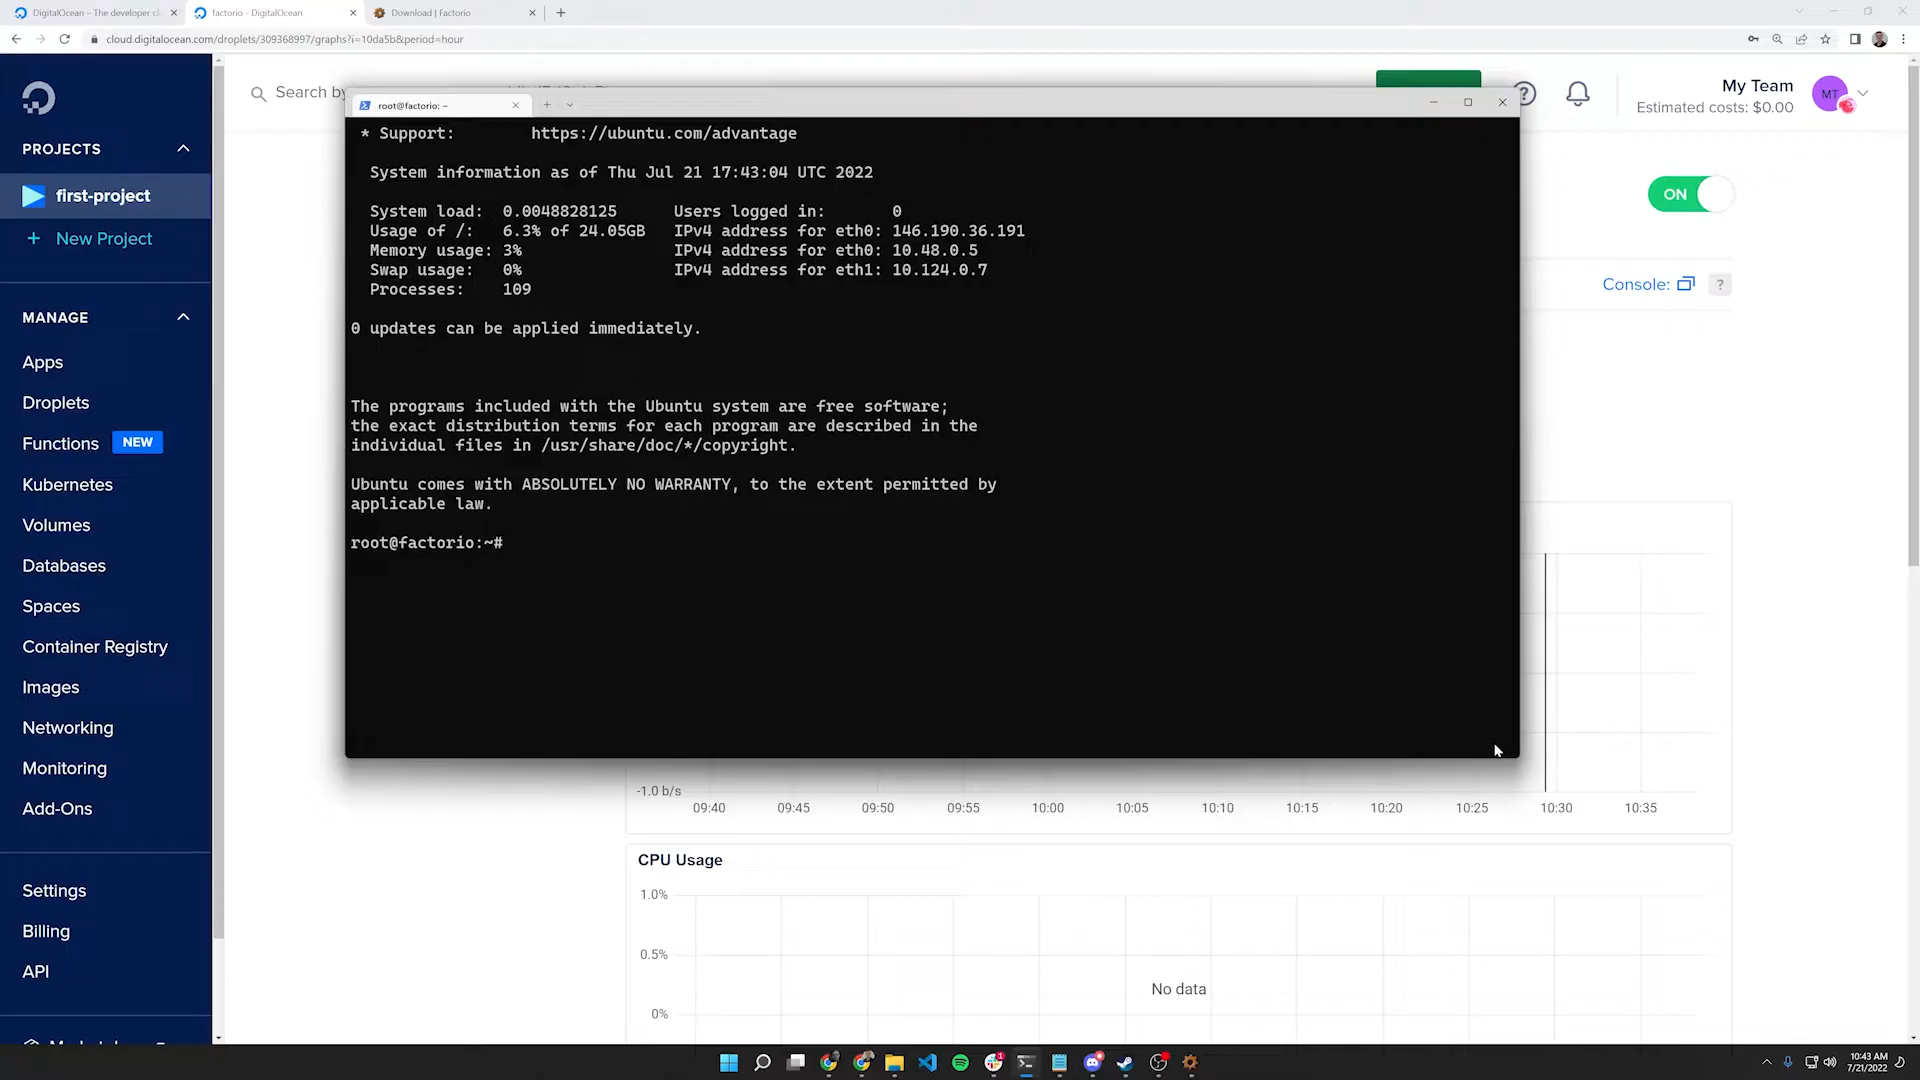 DigitalOcean – The developer cl
factorio - DigitalOcean
Download | Factorio
cloud.digitalocean.com/droplets/309368997/graphs?i=10da5b&period=hour
Search by
My Team
Estimated costs: $0.00
MT
PROJECTS
first-project
+ New Project
MANAGE
Apps
Droplets
Functions NEW
Kubernetes
Volumes
Databases
Spaces
Container Registry
Images
Networking
Monitoring
Add-Ons
Settings
Billing
API
ON
Console:
?
root@factorio: ~
* Support: https://ubuntu.com/advantage
System information as of Thu Jul 21 17:43:04 UTC 2022
System load: 0.0048828125 Users logged in: 0
Usage of /: 6.3% of 24.05GB IPv4 address for eth0: 146.190.36.191
Memory usage: 3% IPv4 address for eth0: 10.48.0.5
Swap usage: 0% IPv4 address for eth1: 10.124.0.7
Processes: 109
0 updates can be applied immediately.
The programs included with the Ubuntu system are free software;
the exact distribution terms for each program are described in the
individual files in /usr/share/doc/*/copyright.
Ubuntu comes with ABSOLUTELY NO WARRANTY, to the extent permitted by
applicable law.
root@factorio:~#
-1.0 b/s
09:40 09:45 09:50 09:55 10:00 10:05 10:10 10:15 10:20 10:25 10:30 10:35
CPU Usage
1.0%
0.5%
No data
0%
10:43 AM
7/21/2022